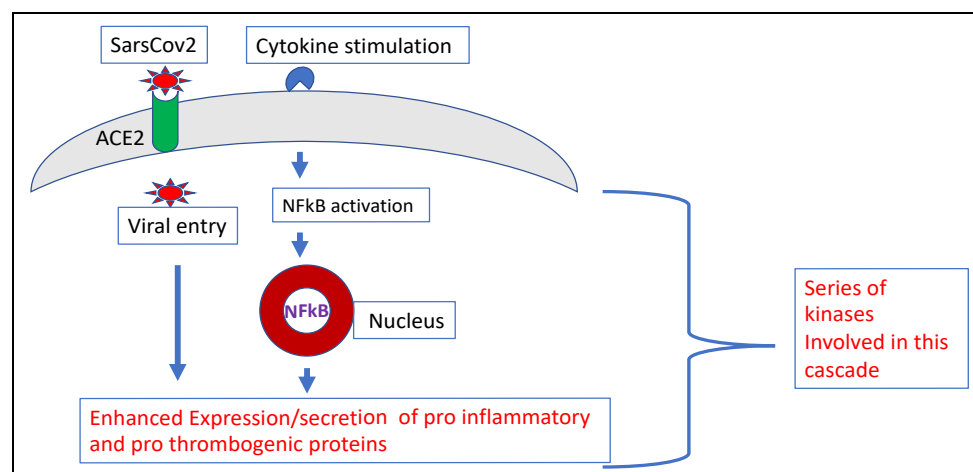 SarsCov2
Cytokine stimulation
ACE2
Viral entry
NFkB activation
NFkB
Nucleus
Enhanced Expression/secretion of pro inflammatory
and pro thrombogenic proteins
Series of
kinases
Involved in this
cascade